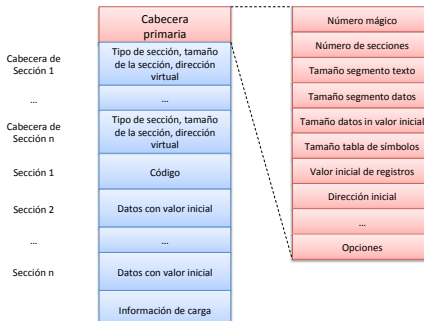 Cabecera
primaria
Cabecera de
Sección 1
Tipo de sección, tamaño
de la sección, dirección
virtual
...
...
Cabecera de
Sección n
Tipo de sección, tamaño
de la sección, dirección
virtual
Sección 1
Código
Sección 2
Datos con valor inicial
...
...
Sección n
Datos con valor inicial
Información de carga
Número mágico
Número de secciones
Tamaño segmento texto
Tamaño segmento datos
Tamaño datos in valor inicial
Tamaño tabla de símbolos
Valor inicial de registros
Dirección inicial
...
Opciones